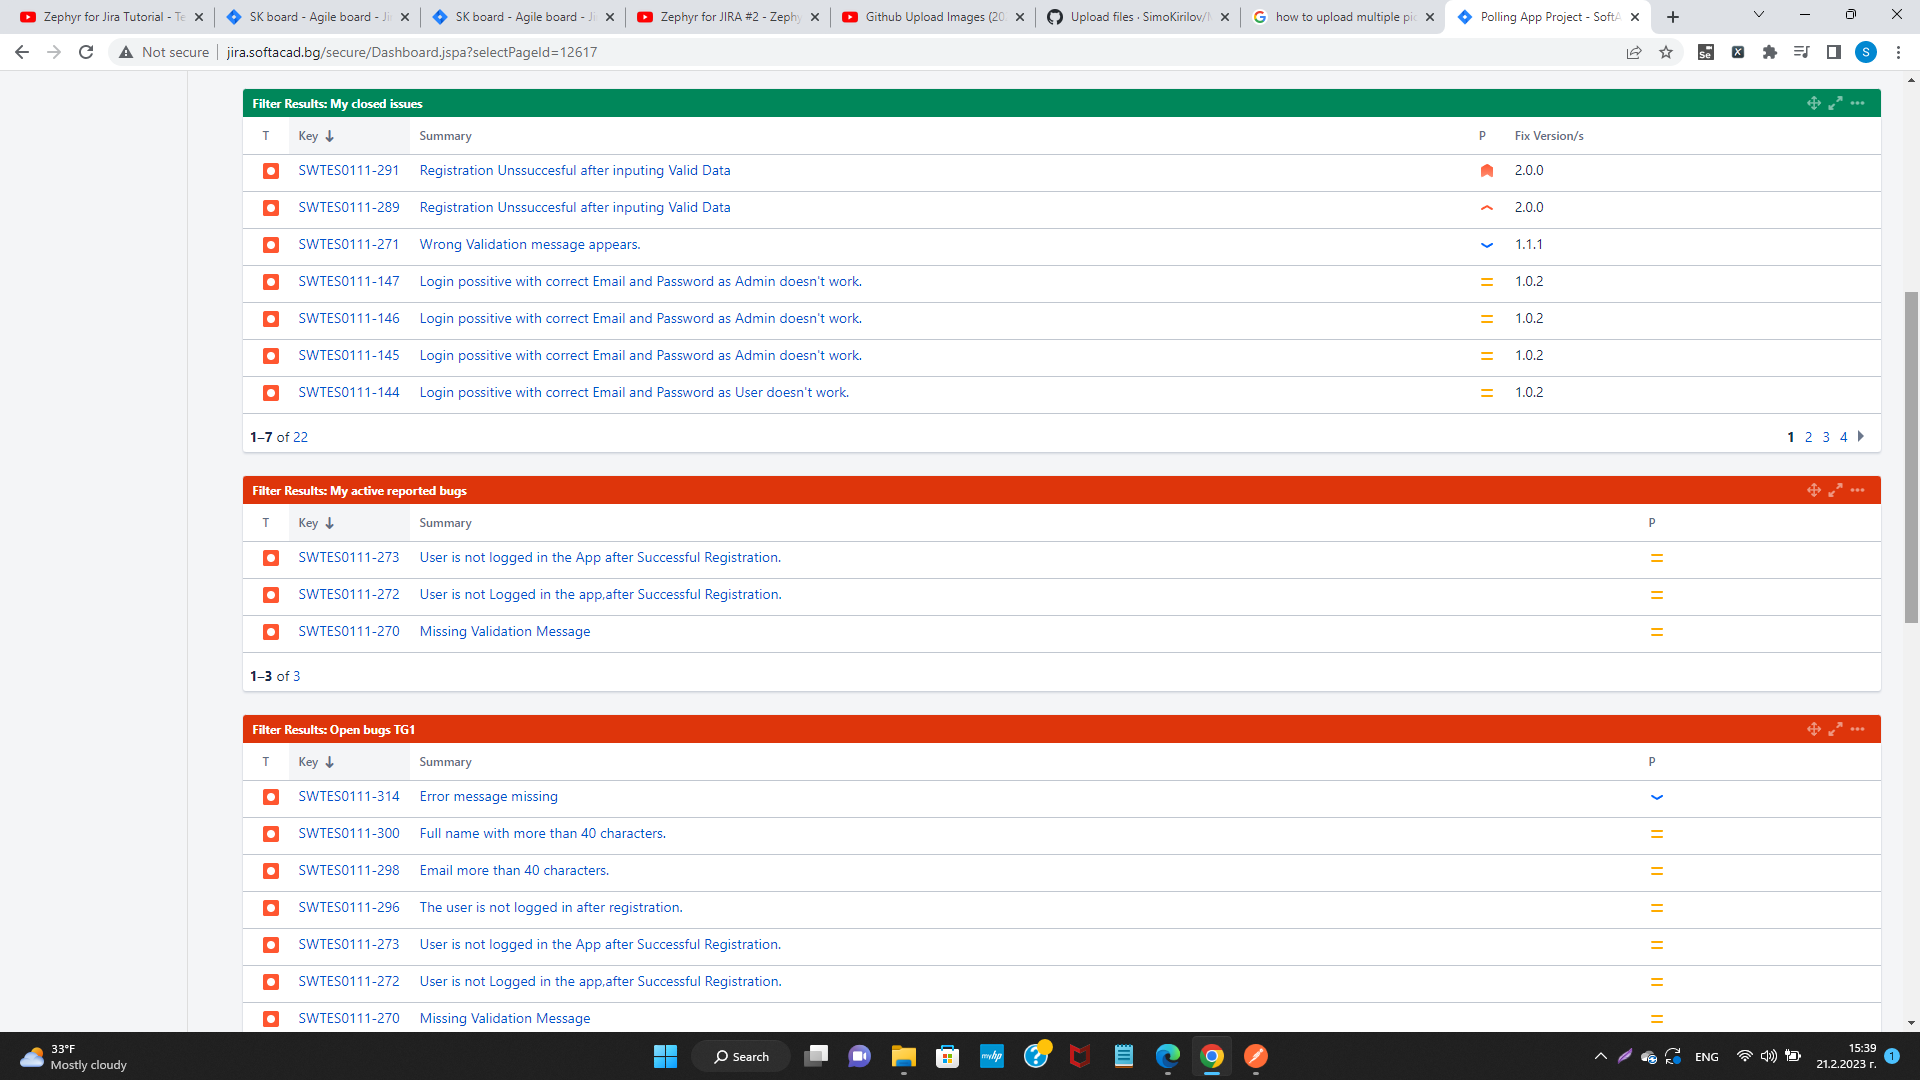 Zephyr for Jira Tutorial - Te
SK board - Agile board - Ji
SK board - Agile board - Ji
Zephyr for JIRA #2 - Zephy
Github Upload Images (20
Upload files · SimoKirilov/
how to upload multiple pi
Polling App Project - SoftA
Not secure
jira.softacad.bg/secure/Dashboard.jspa?selectPageId=12617
S
Filter Results: My closed issues
T Key Summary P Fix Version/s
SWTES0111-291 Registration Unssuccesful after inputing Valid Data 2.0.0
SWTES0111-289 Registration Unssuccesful after inputing Valid Data 2.0.0
SWTES0111-271 Wrong Validation message appears. 1.1.1
SWTES0111-147 Login possitive with correct Email and Password as Admin doesn't work. 1.0.2
SWTES0111-146 Login possitive with correct Email and Password as Admin doesn't work. 1.0.2
SWTES0111-145 Login possitive with correct Email and Password as Admin doesn't work. 1.0.2
SWTES0111-144 Login possitive with correct Email and Password as User doesn't work. 1.0.2
1–7 of 22 1 2 3 4
Filter Results: My active reported bugs
T Key Summary P
SWTES0111-273 User is not logged in the App after Successful Registration.
SWTES0111-272 User is not Logged in the app,after Successful Registration.
SWTES0111-270 Missing Validation Message
1–3 of 3
Filter Results: Open bugs TG1
T Key Summary P
SWTES0111-314 Error message missing
SWTES0111-300 Full name with more than 40 characters.
SWTES0111-298 Email more than 40 characters.
SWTES0111-296 The user is not logged in after registration.
SWTES0111-273 User is not logged in the App after Successful Registration.
SWTES0111-272 User is not Logged in the app,after Successful Registration.
SWTES0111-270 Missing Validation Message
33°F
Mostly cloudy
Search
ENG
15:39
21.2.2023 г.
1